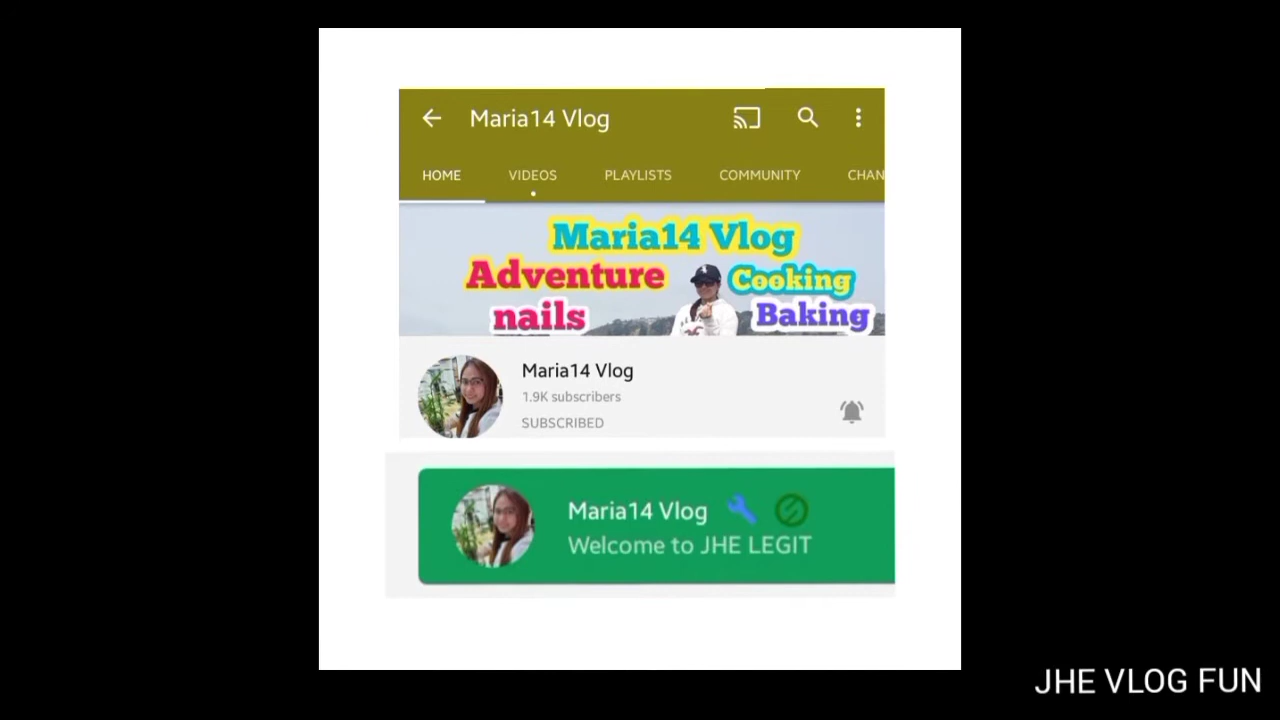 Maria14 Vlog
HOME VIDEOS PLAYLISTS COMMUNITY CHAN
Maria14 Vlog
Adventure Cooking
nails Baking
Maria14 Vlog
1.9K subscribers
SUBSCRIBED
Maria14 Vlog
Welcome to JHE LEGIT
JHE VLOG FUN